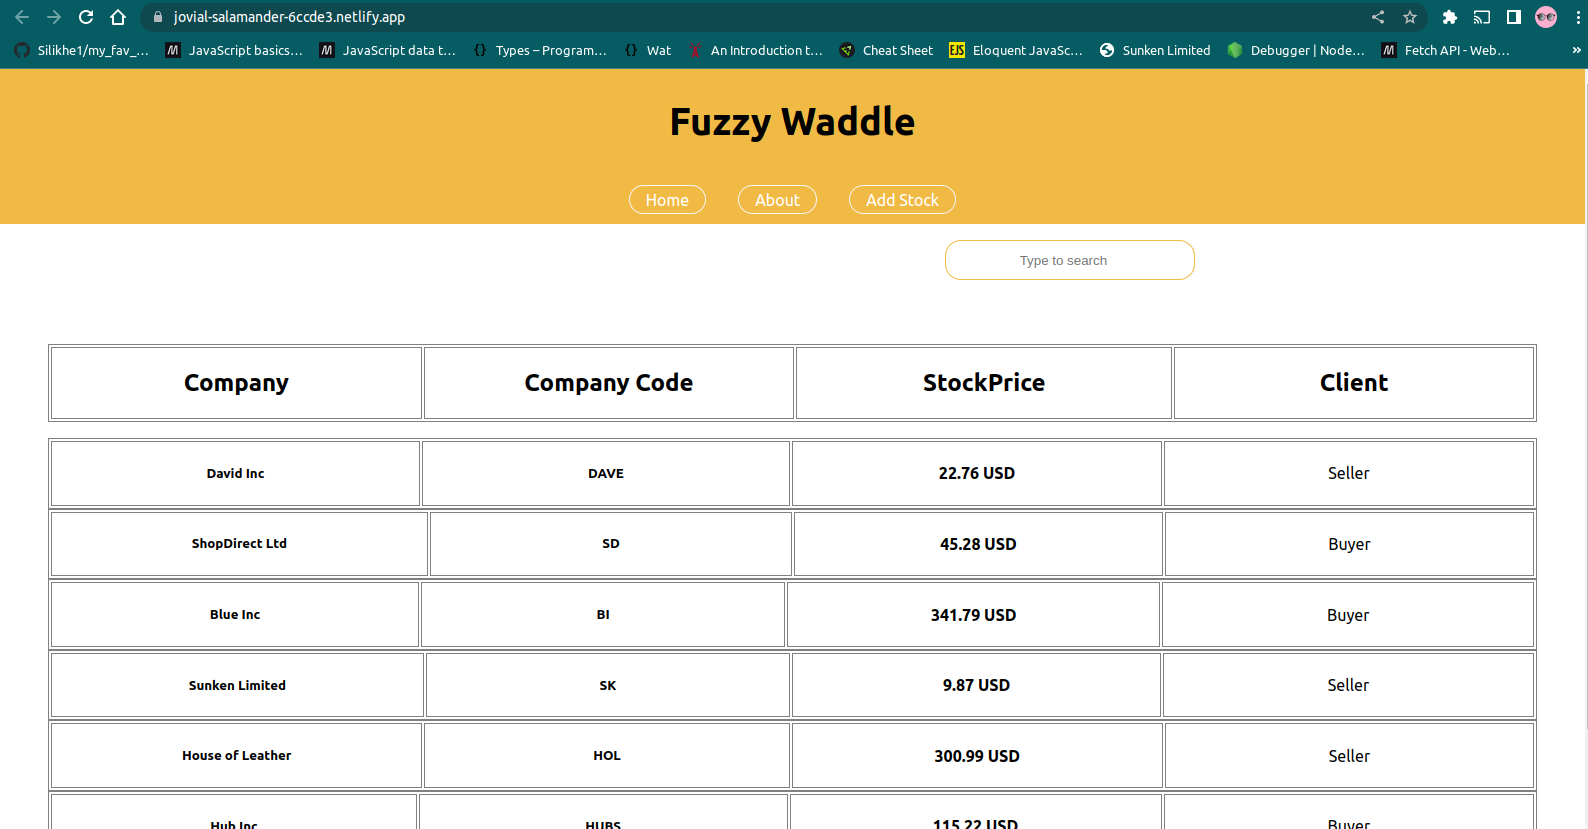 jovial-salamander-6ccde3.netlify.app
Silikhe1/my_fav_... JavaScript basics... JavaScript data t... Types – Program... Wat An Introduction t... Cheat Sheet EJS Eloquent JavaSc... Sunken Limited Debugger | Node... Fetch API - Web... »
Fuzzy Waddle
Home About Add Stock
Type to search
Company Company Code StockPrice Client
David Inc DAVE 22.76 USD Seller
ShopDirect Ltd SD 45.28 USD Buyer
Blue Inc BI 341.79 USD Buyer
Sunken Limited SK 9.87 USD Seller
House of Leather HOL 300.99 USD Seller
Hub Inc HUBS 115.22 USD Buyer